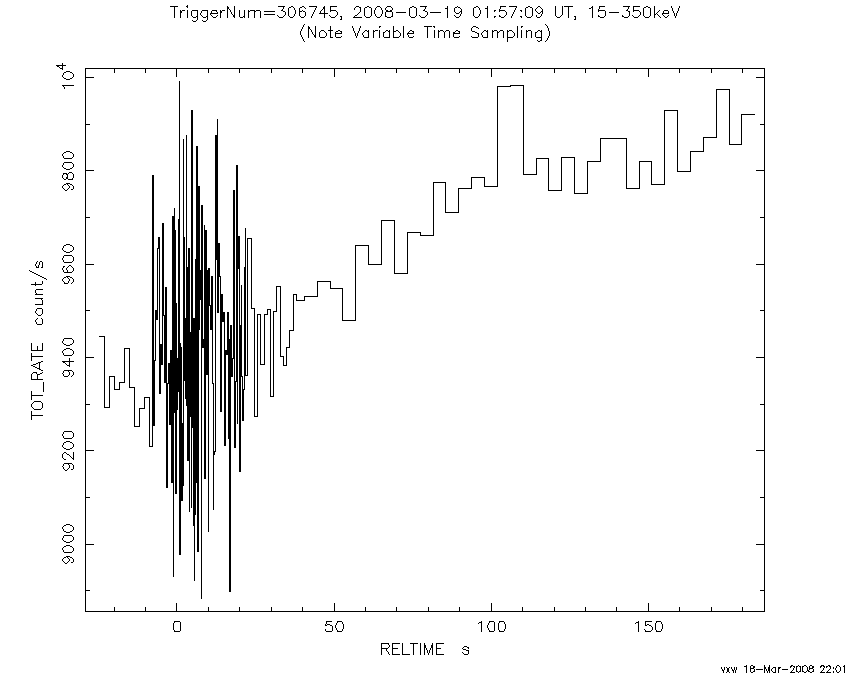 TriggerNum=306745, 2008-03-19 01:57:09 UT, 15-350keV
(Note Variable Time Sampling)
10⁴
9800
9600
9400
9200
9000
TOT_RATE count/s
0 50 100 150
RELTIME s
vxw 18-Mar-2008 22:01